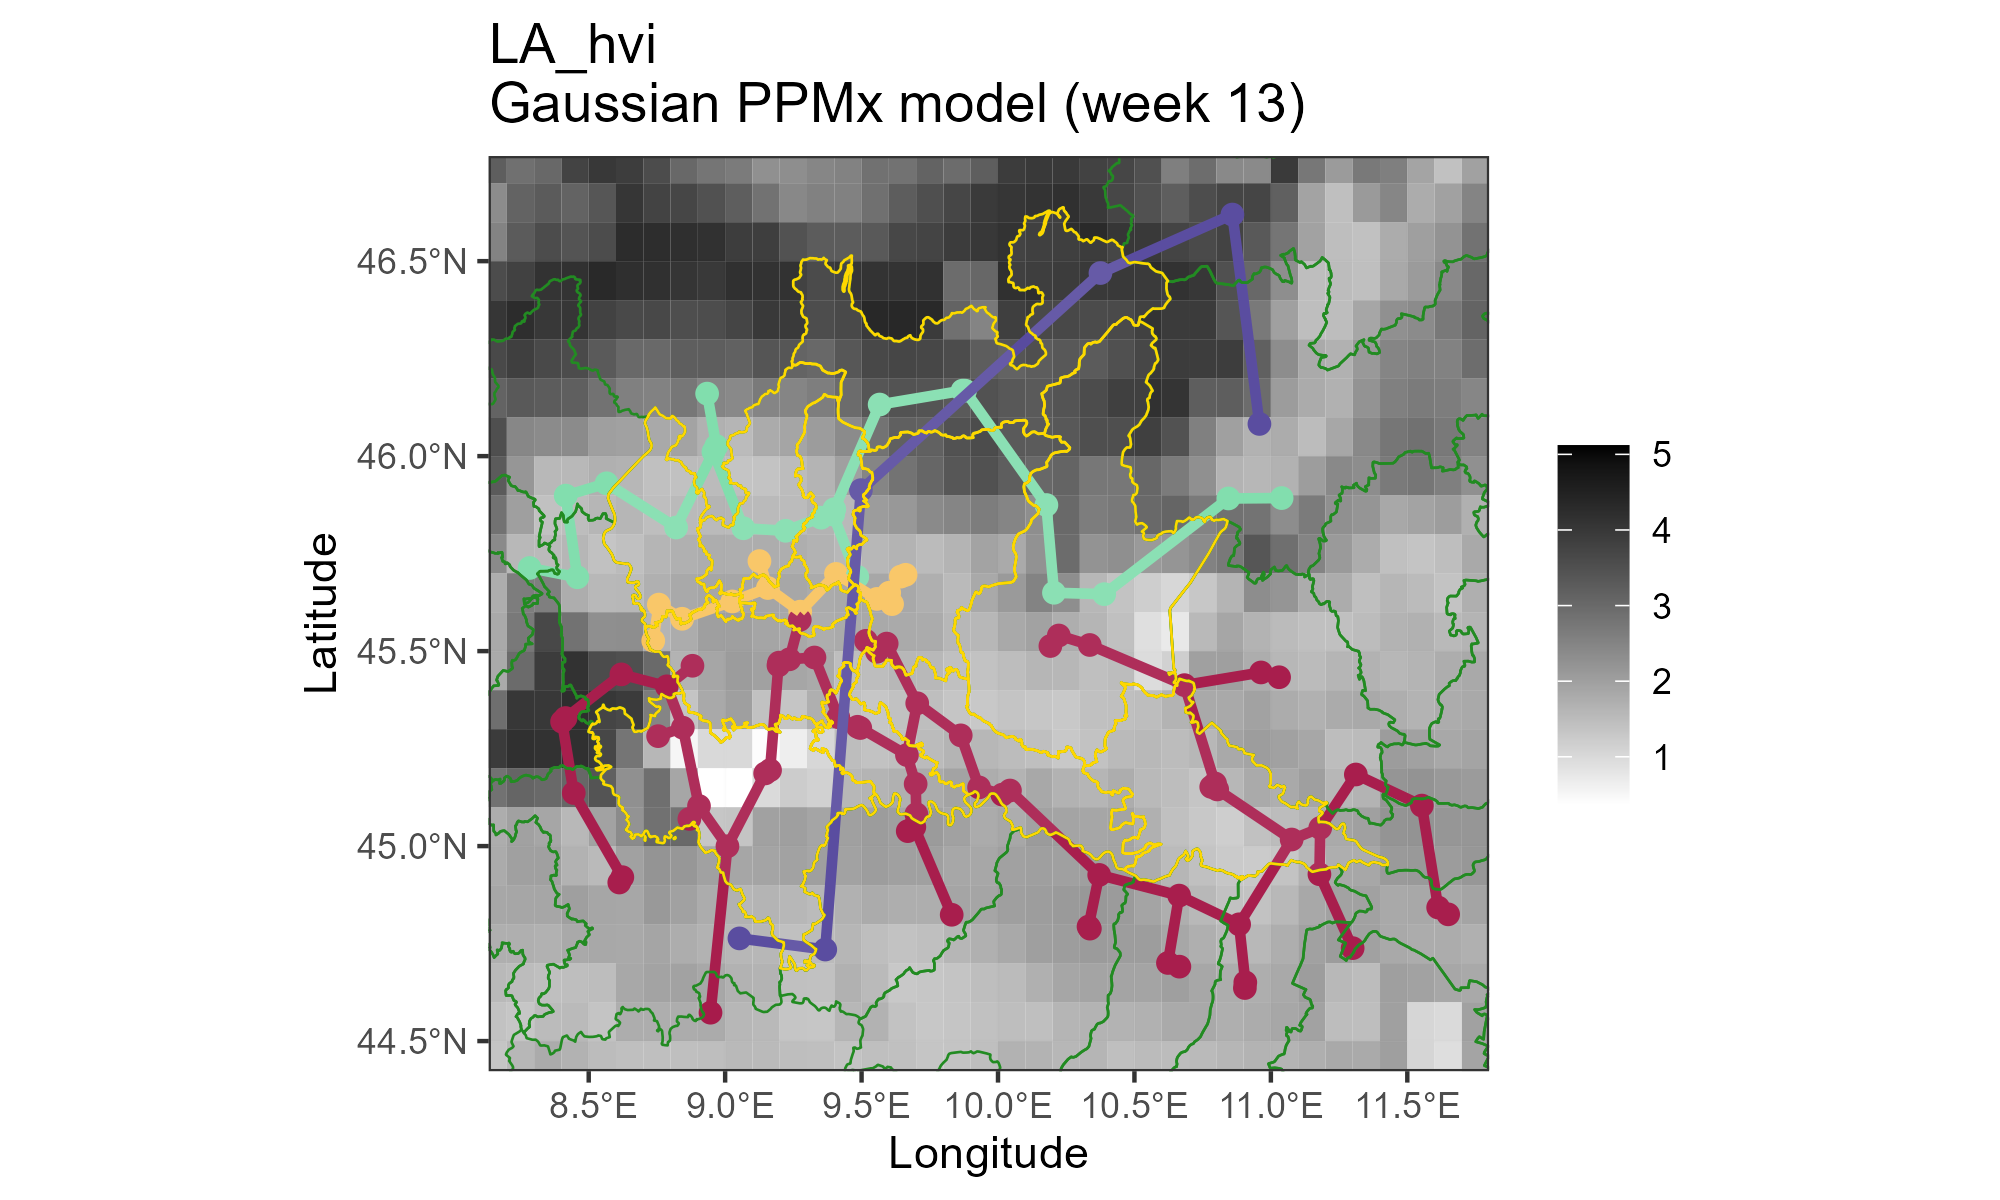 LA_hvi
Gaussian PPMx model (week 13)
46.5°N
46.0°N
45.5°N
45.0°N
44.5°N
Latitude
8.5°E 9.0°E 9.5°E 10.0°E 10.5°E 11.0°E 11.5°E
Longitude
5
4
3
2
1